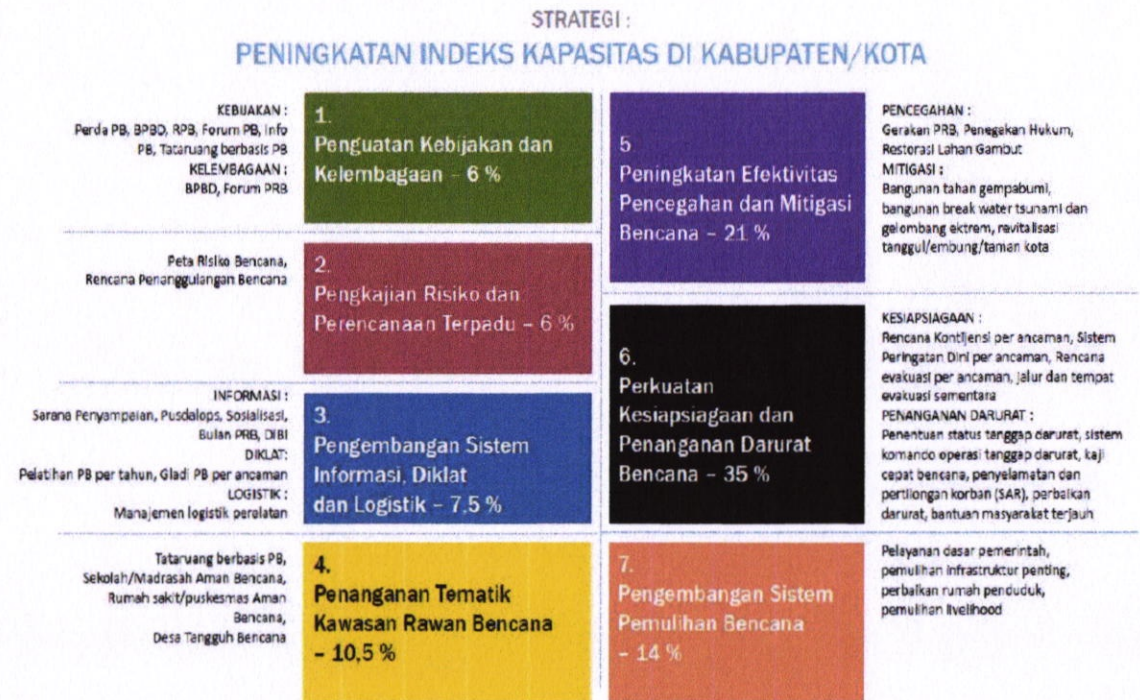 STRATEGI :
PENINGKATAN INDEKS KAPASITAS DI KABUPATEN/KOTA
KEBIJAKAN :
Perda PB, BPBD, RPB, Forum PB, Info
PB, Tataruang berbasis PB
KELEMBAGAAN :
BPBD, Forum PRB
1.
Penguatan Kebijakan dan
Kelembagaan – 6 %
Peta Risiko Bencana,
Rencana Penanggulangan Bencana
2.
Pengkajian Risiko dan
Perencanaan Terpadu – 6 %
INFORMASI :
Sarana Penyampaian, Pusdalops, Sosialisasi,
Bulan PRB, DIBI
DIKLAT:
Pelatihan PB per tahun, Gladi PB per ancaman
LOGISTIK :
Manajemen logistik peralatan
3.
Pengembangan Sistem
Informasi, Diklat
dan Logistik – 7,5 %
Tataruang berbasis PB,
Sekolah/Madrasah Aman Bencana,
Rumah sakit/puskesmas Aman
Bencana,
Desa Tangguh Bencana
4.
Penanganan Tematik
Kawasan Rawan Bencana
– 10,5 %
5
Peningkatan Efektivitas
Pencegahan dan Mitigasi
Bencana – 21 %
PENCEGAHAN :
Gerakan PRB, Penegakan Hukum,
Restorasi Lahan Gambut
MITIGASI :
Bangunan tahan gempabumi,
bangunan break water tsunami dan
gelombang ektrem, revitalisasi
tanggul/embung/taman kota
6.
Perkuatan
Kesiapsiagaan dan
Penanganan Darurat
Bencana – 35 %
KESIAPSIAGAAN :
Rencana Kontijensi per ancaman, Sistem
Peringatan Dini per ancaman, Rencana
evakuasi per ancaman, jalur dan tempat
evakuasi sementara
PENANGANAN DARURAT :
Penentuan status tanggap darurat, sistem
komando operasi tanggap darurat, kaji
cepat bencana, penyelamatan dan
pertilongan korban (SAR), perbaikan
darurat, bantuan masyarakat terjauh
7.
Pengembangan Sistem
Pemulihan Bencana
– 14 %
Pelayanan dasar pemerintah,
pemulihan infrastruktur penting,
perbaikan rumah penduduk,
pemulihan livelihood